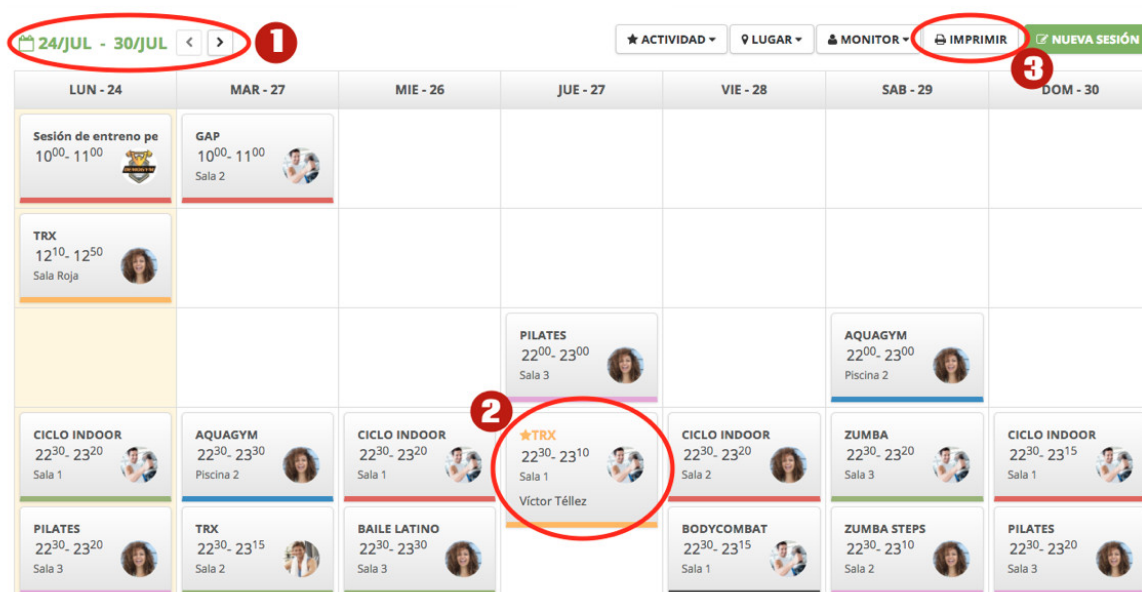 24/JUL - 30/JUL
1
ACTIVIDAD
LUGAR
MONITOR
IMPRIMIR
NUEVA SESIÓN
3
LUN - 24
MAR - 27
MIE - 26
JUE - 27
VIE - 28
SAB - 29
DOM - 30
Sesión de entreno pe
10⁰⁰- 11⁰⁰
GAP
10⁰⁰- 11⁰⁰
Sala 2
TRX
12¹⁰- 12⁵⁰
Sala Roja
PILATES
22⁰⁰- 23⁰⁰
Sala 3
AQUAGYM
22⁰⁰- 23⁰⁰
Piscina 2
2
CICLO INDOOR
22³⁰- 23²⁰
Sala 1
AQUAGYM
22³⁰- 23³⁰
Piscina 2
CICLO INDOOR
22³⁰- 23²⁰
Sala 1
TRX
22³⁰- 23¹⁰
Sala 1
Víctor Téllez
CICLO INDOOR
22³⁰- 23²⁰
Sala 2
ZUMBA
22³⁰- 23²⁰
Sala 3
CICLO INDOOR
22³⁰- 23¹⁵
Sala 1
PILATES
22³⁰- 23²⁰
Sala 3
TRX
22³⁰- 23¹⁵
Sala 2
BAILE LATINO
22³⁰- 23³⁰
Sala 3
BODYCOMBAT
22³⁰- 23¹⁵
Sala 1
ZUMBA STEPS
22³⁰- 23¹⁰
Sala 2
PILATES
22³⁰- 23²⁰
Sala 3